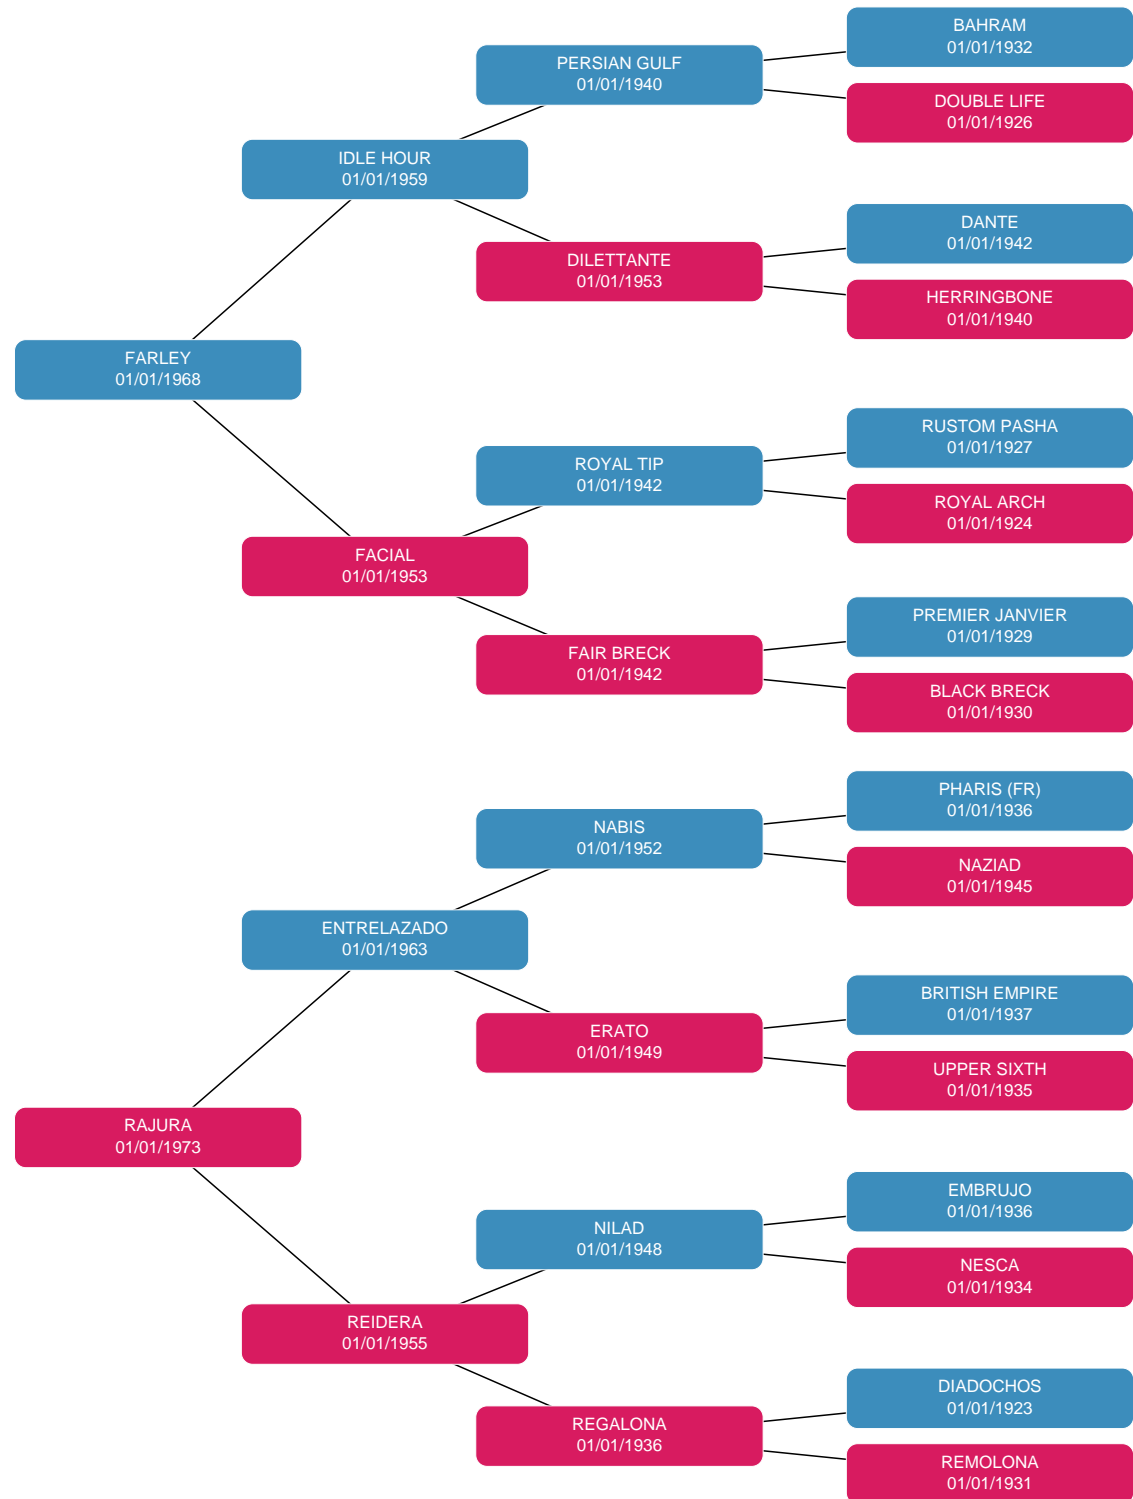 BAHRAM
01/01/1932
PERSIAN GULF
01/01/1940
DOUBLE LIFE
01/01/1926
IDLE HOUR
01/01/1959
DANTE
01/01/1942
DILETTANTE
01/01/1953
HERRINGBONE
01/01/1940
FARLEY
01/01/1968
RUSTOM PASHA
01/01/1927
ROYAL TIP
01/01/1942
ROYAL ARCH
01/01/1924
FACIAL
01/01/1953
PREMIER JANVIER
01/01/1929
FAIR BRECK
01/01/1942
BLACK BRECK
01/01/1930
PHARIS (FR)
01/01/1936
NABIS
01/01/1952
NAZIAD
01/01/1945
ENTRELAZADO
01/01/1963
BRITISH EMPIRE
01/01/1937
ERATO
01/01/1949
UPPER SIXTH
01/01/1935
RAJURA
01/01/1973
EMBRUJO
01/01/1936
NILAD
01/01/1948
NESCA
01/01/1934
REIDERA
01/01/1955
DIADOCHOS
01/01/1923
REGALONA
01/01/1936
REMOLONA
01/01/1931